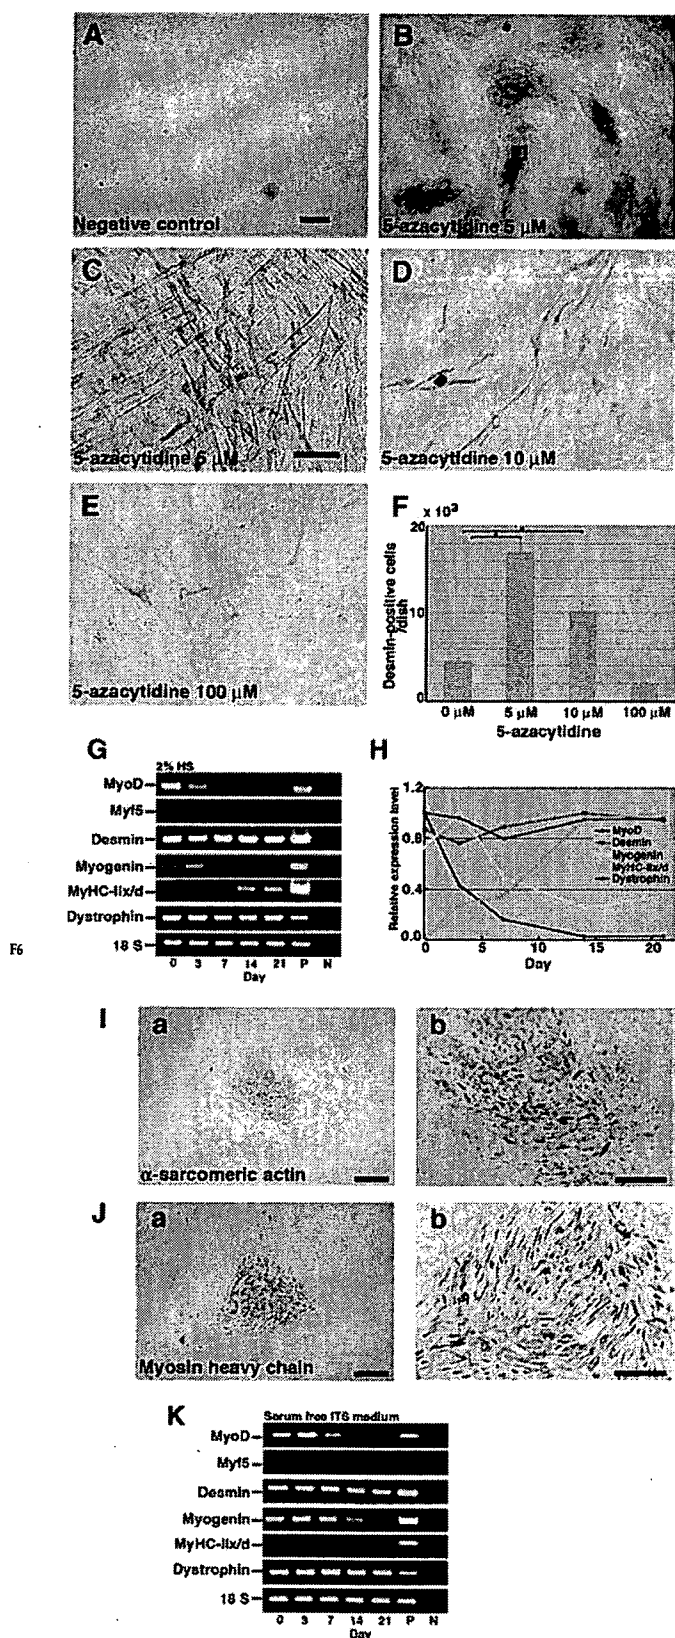 A
Negative control
B
5-azacytidine 5 μM
C
5-azacytidine 5 μM
D
5-azacytidine 10 μM
E
5-azacytidine 100 μM
F
x 10³
20
10
0
Desmin-positive cells
/dish
0 μM
5 μM
10 μM
100 μM
5-azacytidine
G
2% HS
MyoD
Myf5
Desmin
Myogenin
MyHC-IIx/d
Dystrophin
18 S
0 3 7 14 21 P N
Day
H
Relative expression level
1.2
0.8
0.4
0.0
MyoD
Desmin
Myogenin
MyHC-IIx/d
Dystrophin
0 5 10 15 20
Day
F6
I
a
α-sarcomeric actin
b
J
a
Myosin heavy chain
b
K
Serum free ITS medium
MyoD
Myf5
Desmin
Myogenin
MyHC-IIx/d
Dystrophin
18 S
0 3 7 14 21 P N
Day